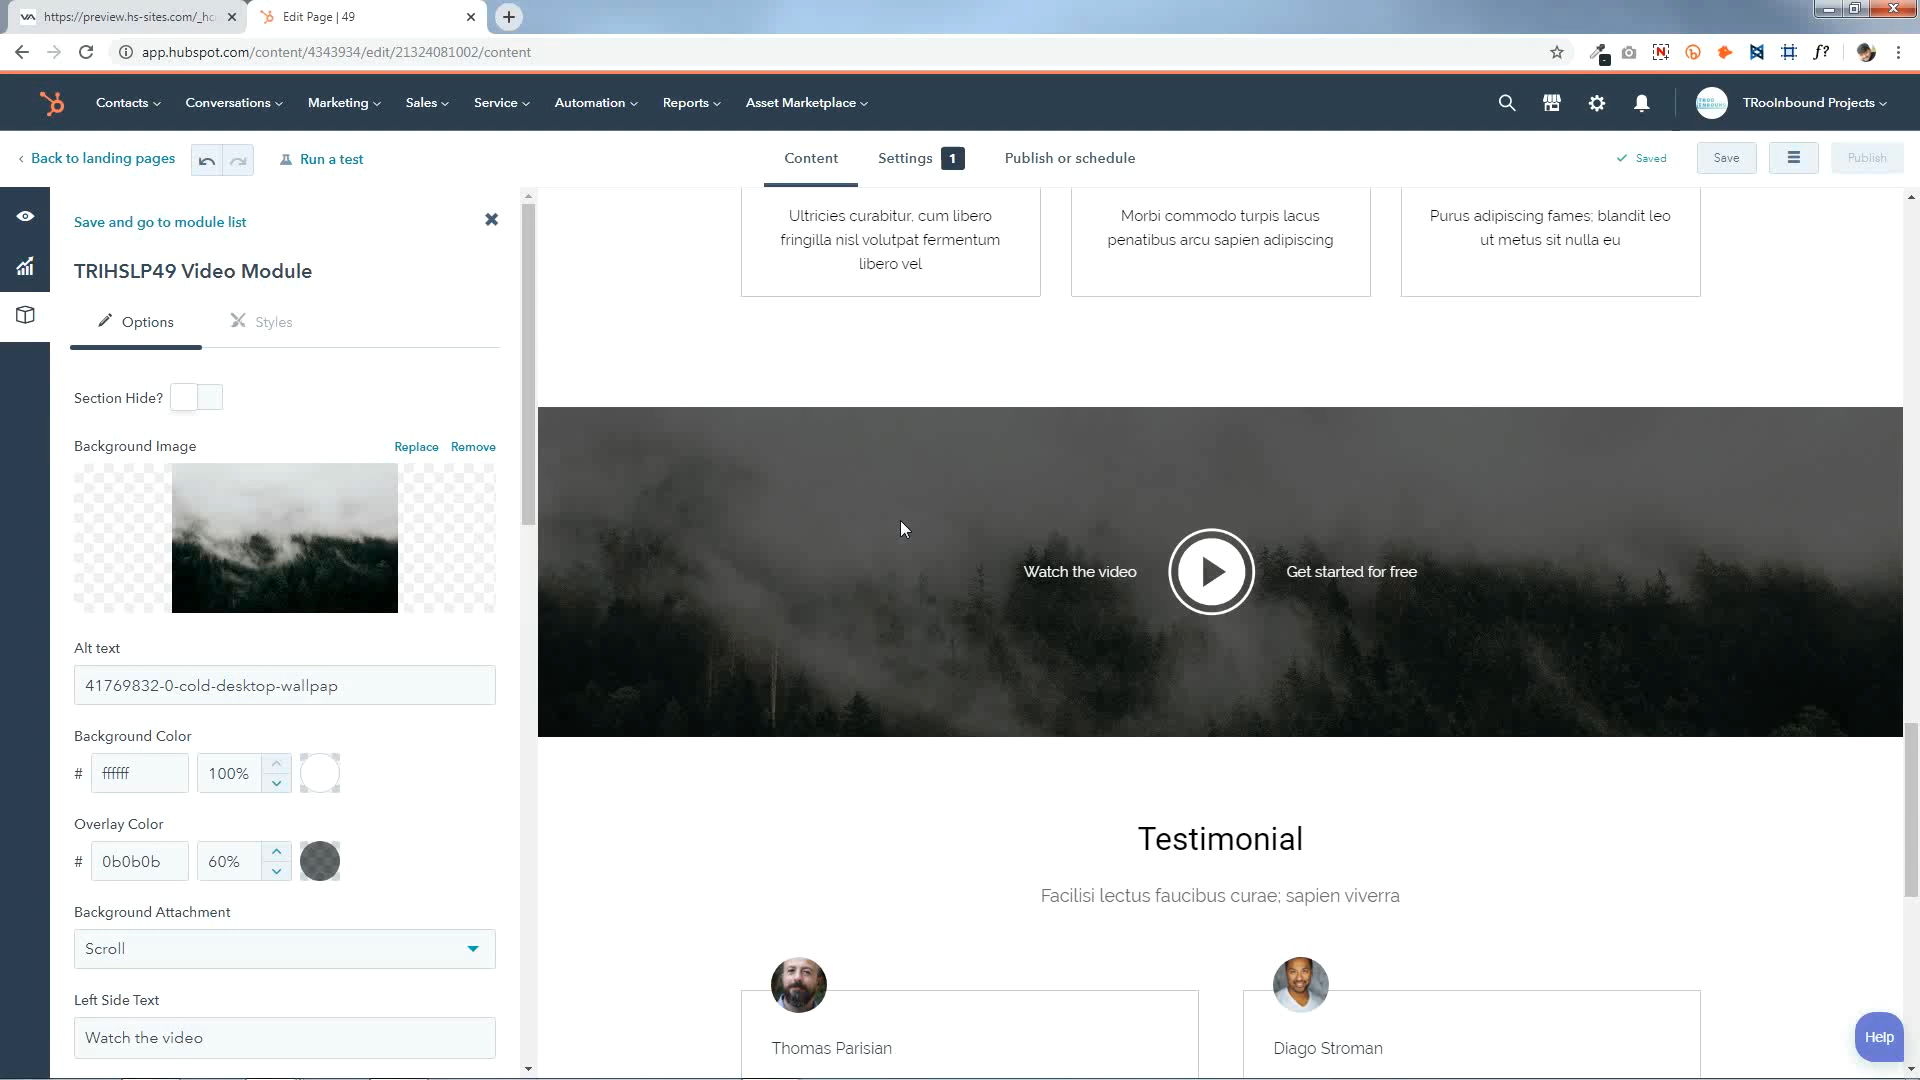 https://preview.hs-sites.com/_hc
Edit Page | 49
app.hubspot.com/content/4343934/edit/21324081002/content
Contacts
Conversations
Marketing
Sales
Service
Automation
Reports
Asset Marketplace
TRooInbound Projects
Back to landing pages
Run a test
Content
Settings 1
Publish or schedule
Saved
Save
Publish
Save and go to module list
TRIHSLP49 Video Module
Options
Styles
Section Hide?
Background Image
Replace
Remove
Alt text
41769832-0-cold-desktop-wallpap
Background Color
# ffffff 100%
Overlay Color
# 0b0b0b 60%
Background Attachment
Scroll
Left Side Text
Watch the video
Ultricies curabitur, cum libero
fringilla nisl volutpat fermentum
libero vel
Morbi commodo turpis lacus
penatibus arcu sapien adipiscing
Purus adipiscing fames; blandit leo
ut metus sit nulla eu
Watch the video
Get started for free
Testimonial
Facilisi lectus faucibus curae; sapien viverra
Thomas Parisian
Diago Stroman
Help